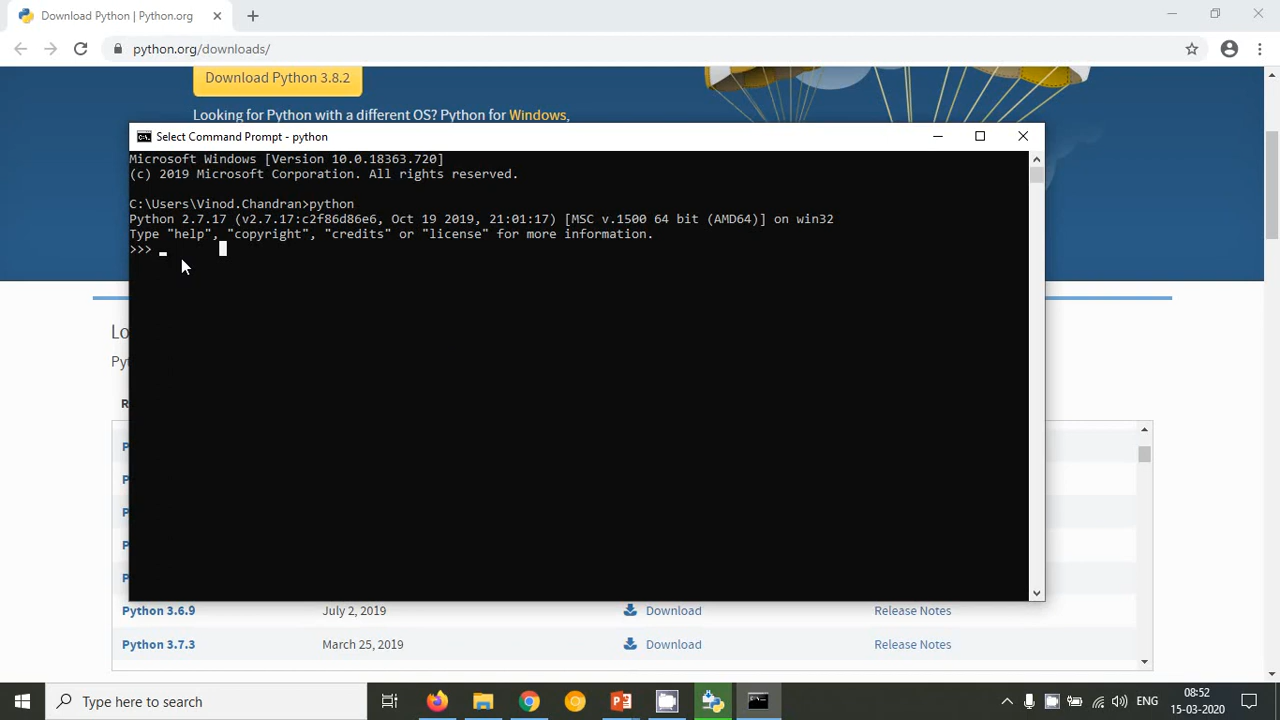 Download Python | Python.org
python.org/downloads/
Download Python 3.8.2
Looking for Python with a different OS? Python for Windows,
Select Command Prompt - python
Microsoft Windows [Version 10.0.18363.720]
(c) 2019 Microsoft Corporation. All rights reserved.
C:\Users\Vinod.Chandran>python
Python 2.7.17 (v2.7.17:c2f86d86e6, Oct 19 2019, 21:01:17) [MSC v.1500 64 bit (AMD64)] on win32
Type "help", "copyright", "credits" or "license" for more information.
>>>
Lo
Pyt
R
P
P
P
P
P
Python 3.6.9 July 2, 2019 Download Release Notes
Python 3.7.3 March 25, 2019 Download Release Notes
Type here to search
ENG
08:52
15-03-2020